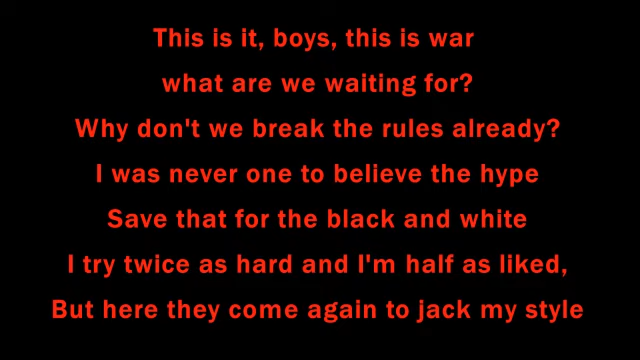 This is it, boys, this is war
what are we waiting for?
Why don't we break the rules already?
I was never one to believe the hype
Save that for the black and white
I try twice as hard and I'm half as liked,
But here they come again to jack my style